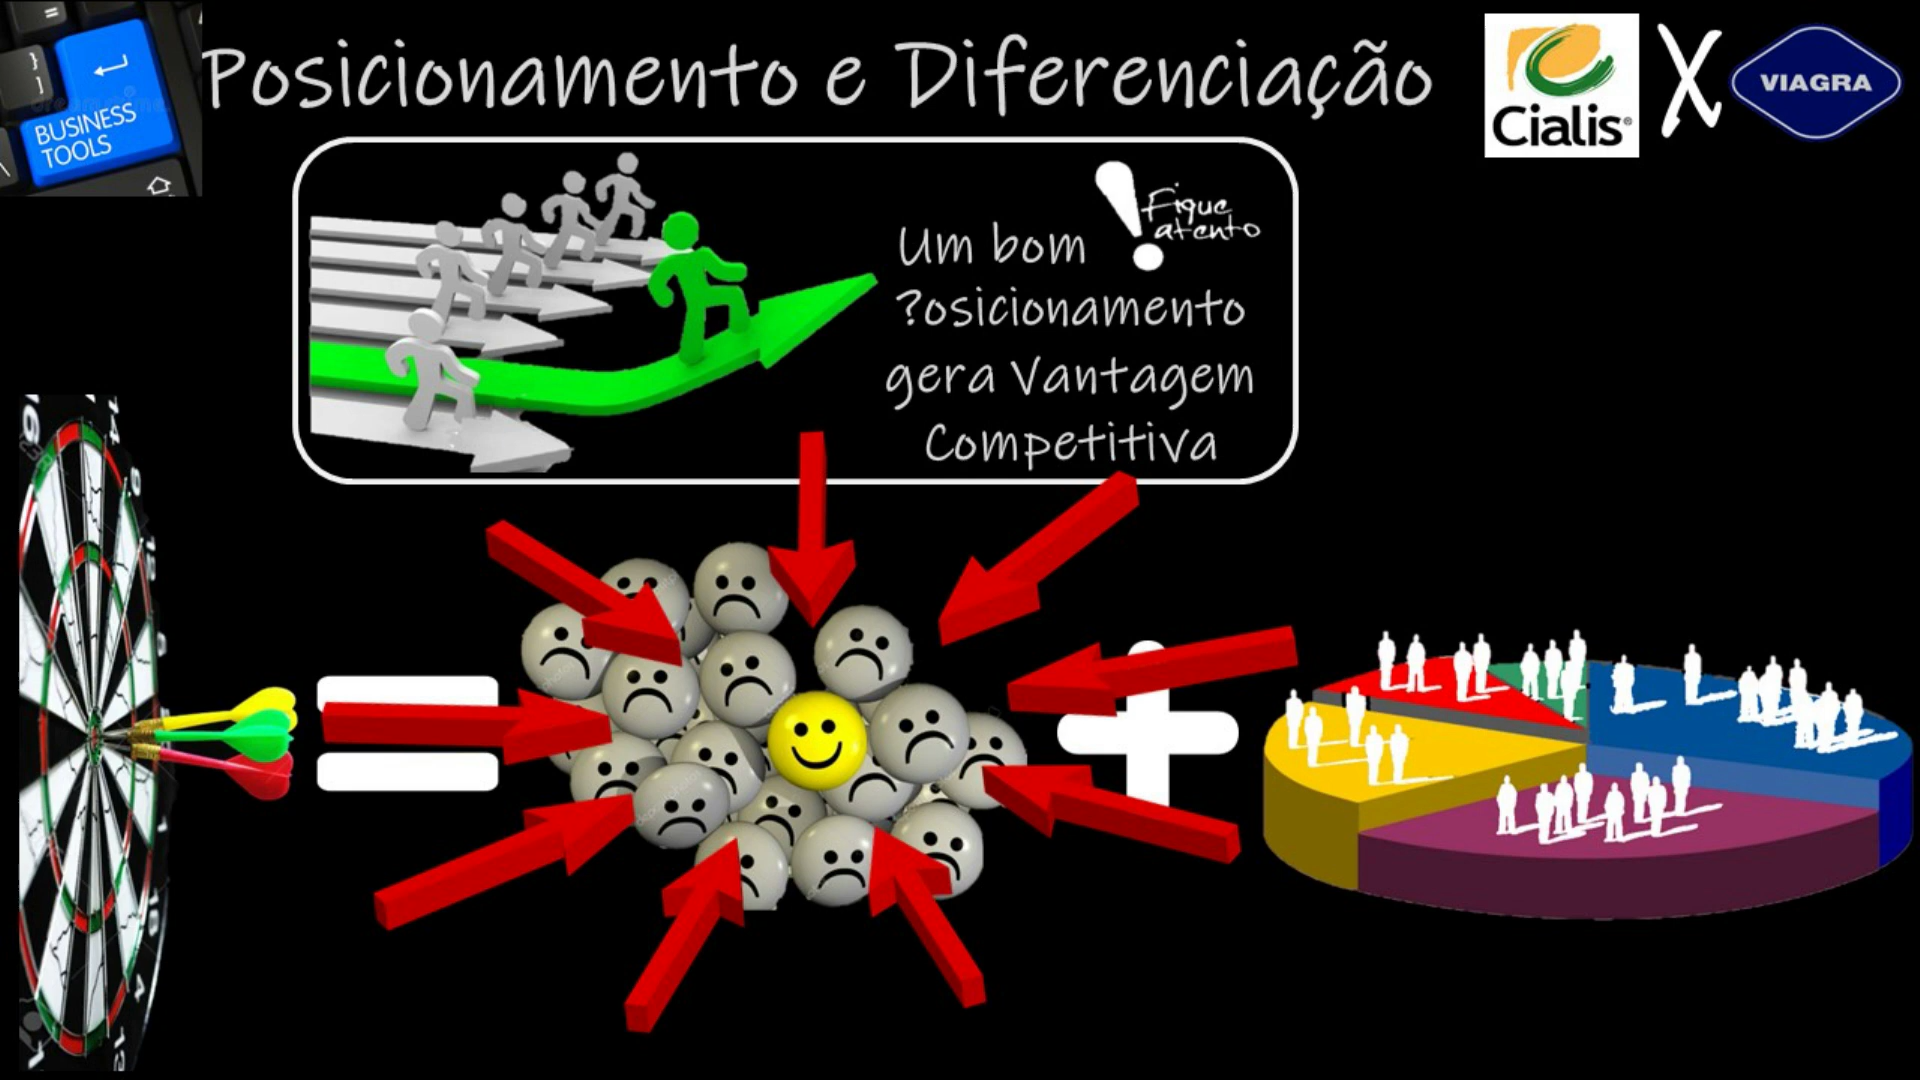 BUSINESS
TOOLS
Posicionamento e Diferenciação
Cialis®
X
VIAGRA
Fique
atento
Um bom
?osicionamento
gera Vantagem
Competitiva